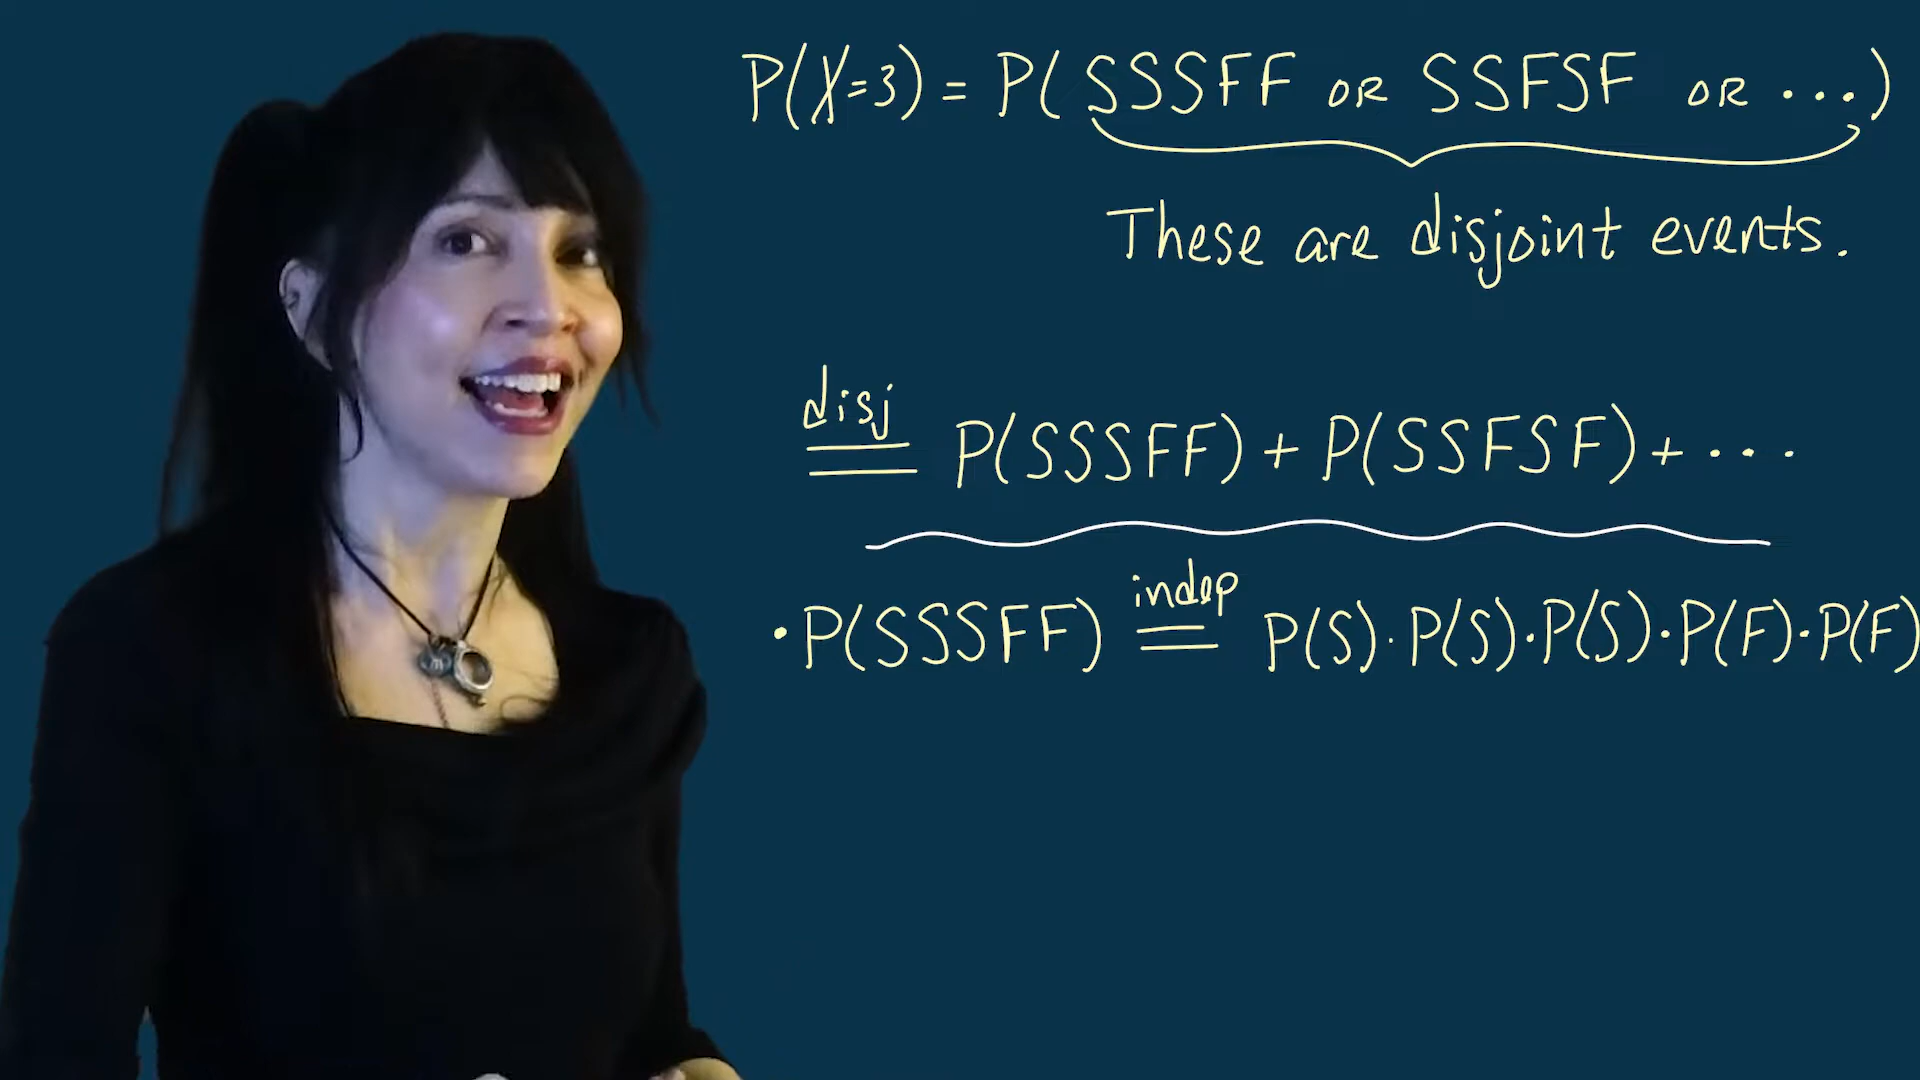 P(X=3) = P( SSSFF OR SSFSF OR ...)
These are disjoint events.
disj
= P(SSSFF) + P(SSFSF) + ...
indep
• P(SSSFF) = P(S)·P(S)·P(S)·P(F)·P(F)